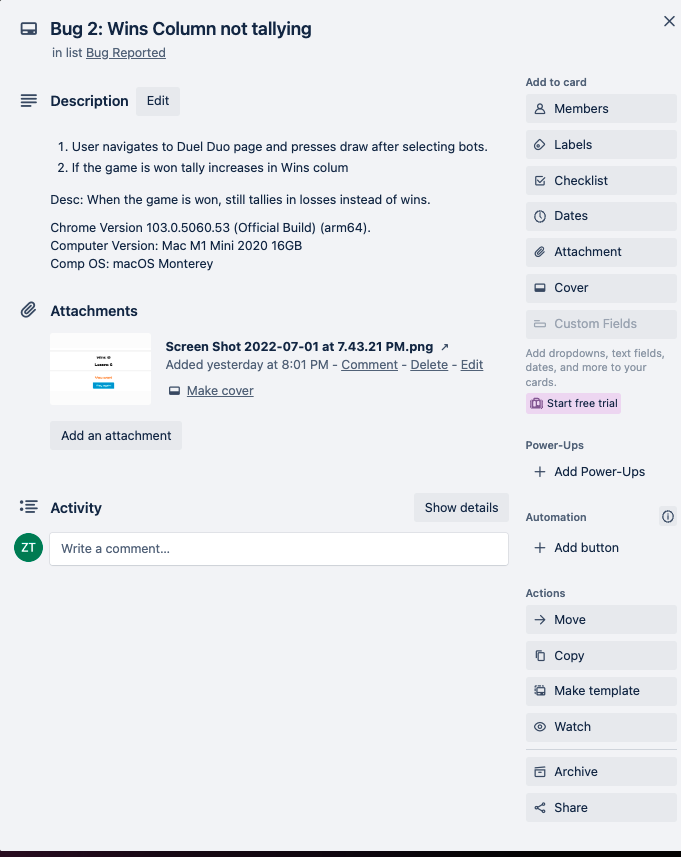 Bug 2: Wins Column not tallying
in list Bug Reported
Description
Edit
1. User navigates to Duel Duo page and presses draw after selecting bots.
2. If the game is won tally increases in Wins colum
Desc: When the game is won, still tallies in losses instead of wins.
Chrome Version 103.0.5060.53 (Official Build) (arm64).
Computer Version: Mac M1 Mini 2020 16GB
Comp OS: macOS Monterey
Attachments
Screen Shot 2022-07-01 at 7.43.21 PM.png ↗
Added yesterday at 8:01 PM - Comment - Delete - Edit
Make cover
Add an attachment
Activity
Show details
ZT
Write a comment…
Add to card
Members
Labels
Checklist
Dates
Attachment
Cover
Custom Fields
Add dropdowns, text fields,
dates, and more to your
cards.
Start free trial
Power-Ups
+ Add Power-Ups
Automation
+ Add button
Actions
Move
Copy
Make template
Watch
Archive
Share